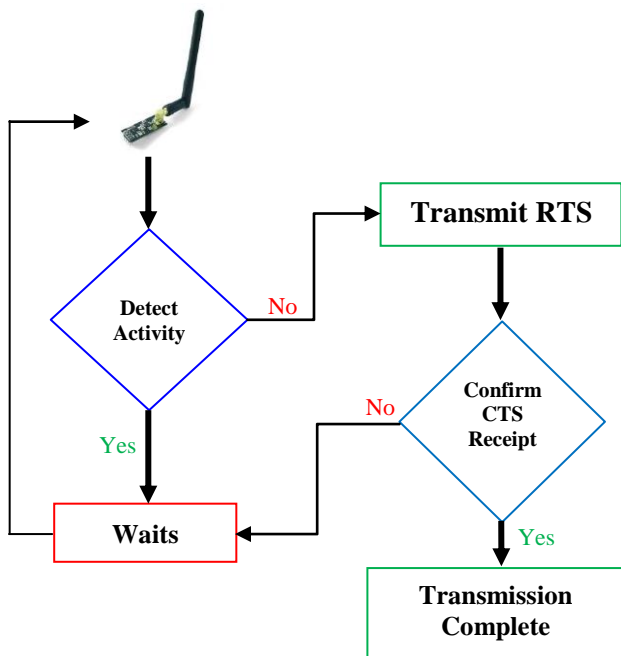 Transmit RTS
Detect
Activity
No
Confirm
CTS
Receipt
No
Yes
Waits
Yes
Transmission
Complete